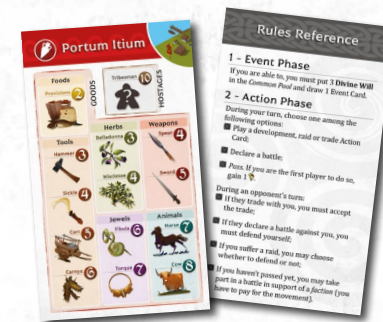 Portum Itium
Foods
Provisions 2
GOODS
Tribesman 10
?
HOSTAGES
Tools
Hammer 3
Sickle 4
Cart 5
Carnyx 6
Herbs
Belladonna 3
Mistletoe 4
Jewels
Fibula 6
Torque 7
Weapons
Spear 4
Sword 5
Animals
Horse 7
Cow 8
Rules Reference
1 - Event Phase
If you are able to, you must put 3 Divine Will
in the Common Pool and draw 1 Event Card.
2 - Action Phase
During your turn, choose one among the
following options:
Play a development, raid or trade Action
Card;
Declare a battle;
Pass. If you are the first player to do so,
gain 1
During an opponent's turn:
If they trade with you, you must accept
the trade;
If they declare a battle against you, you
must defend yourself;
If you suffer a raid, you may choose
whether to defend or not;
If you haven't passed yet, you may take
part in a battle in support of a faction (you
have to pay for the movement).